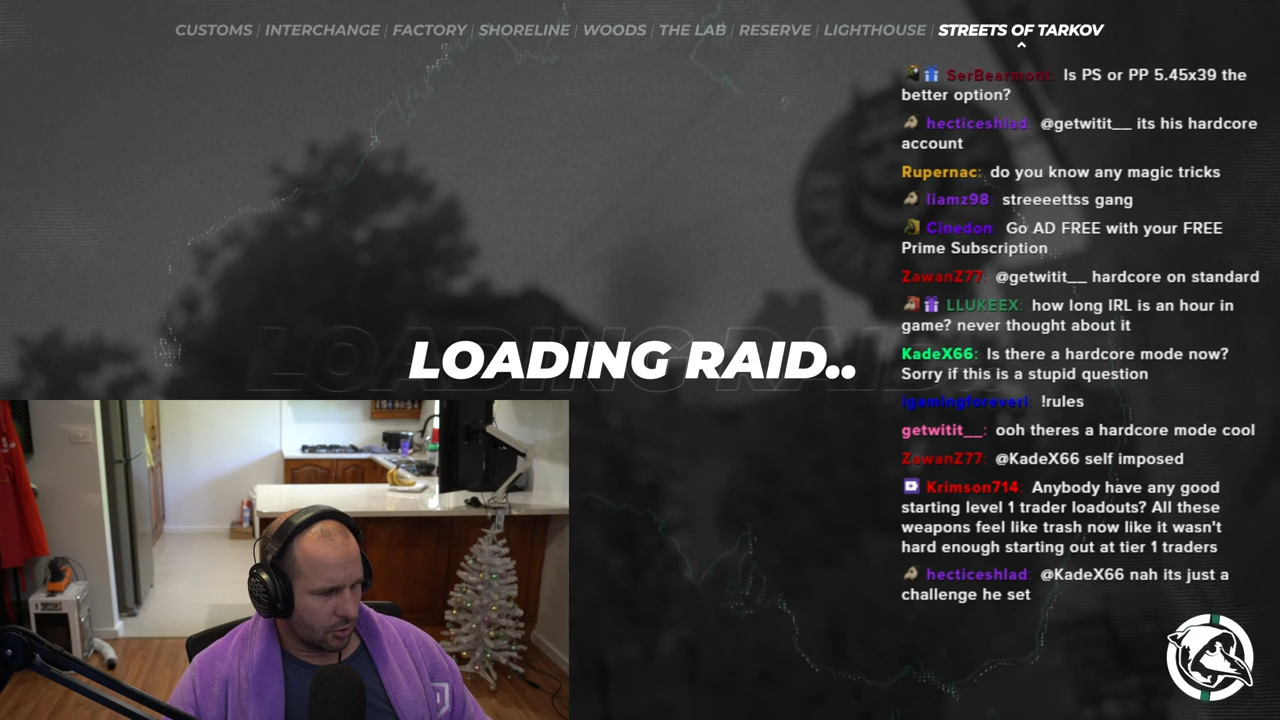 CUSTOMS / INTERCHANGE / FACTORY / SHORELINE / WOODS / THE LAB / RESERVE / LIGHTHOUSE / STREETS OF TARKOV
SerBearmont: Is PS or PP 5.45x39 the
better option?
hecticeshlad: @getwitit__ its his hardcore
account
Rupernac: do you know any magic tricks
liamz98: streeeettss gang
Cinedon: Go AD FREE with your FREE
Prime Subscription
ZawanZ77: @getwitit__ hardcore on standard
LLUKEEX: how long IRL is an hour in
game? never thought about it
KadeX66: Is there a hardcore mode now?
Sorry if this is a stupid question
igamingforeveri: !rules
getwitit__: ooh theres a hardcore mode cool
ZawanZ77: @KadeX66 self imposed
Krimson714: Anybody have any good
starting level 1 trader loadouts? All these
weapons feel like trash now like it wasn't
hard enough starting out at tier 1 traders
hecticeshlad: @KadeX66 nah its just a
challenge he set
LOADING RAID..